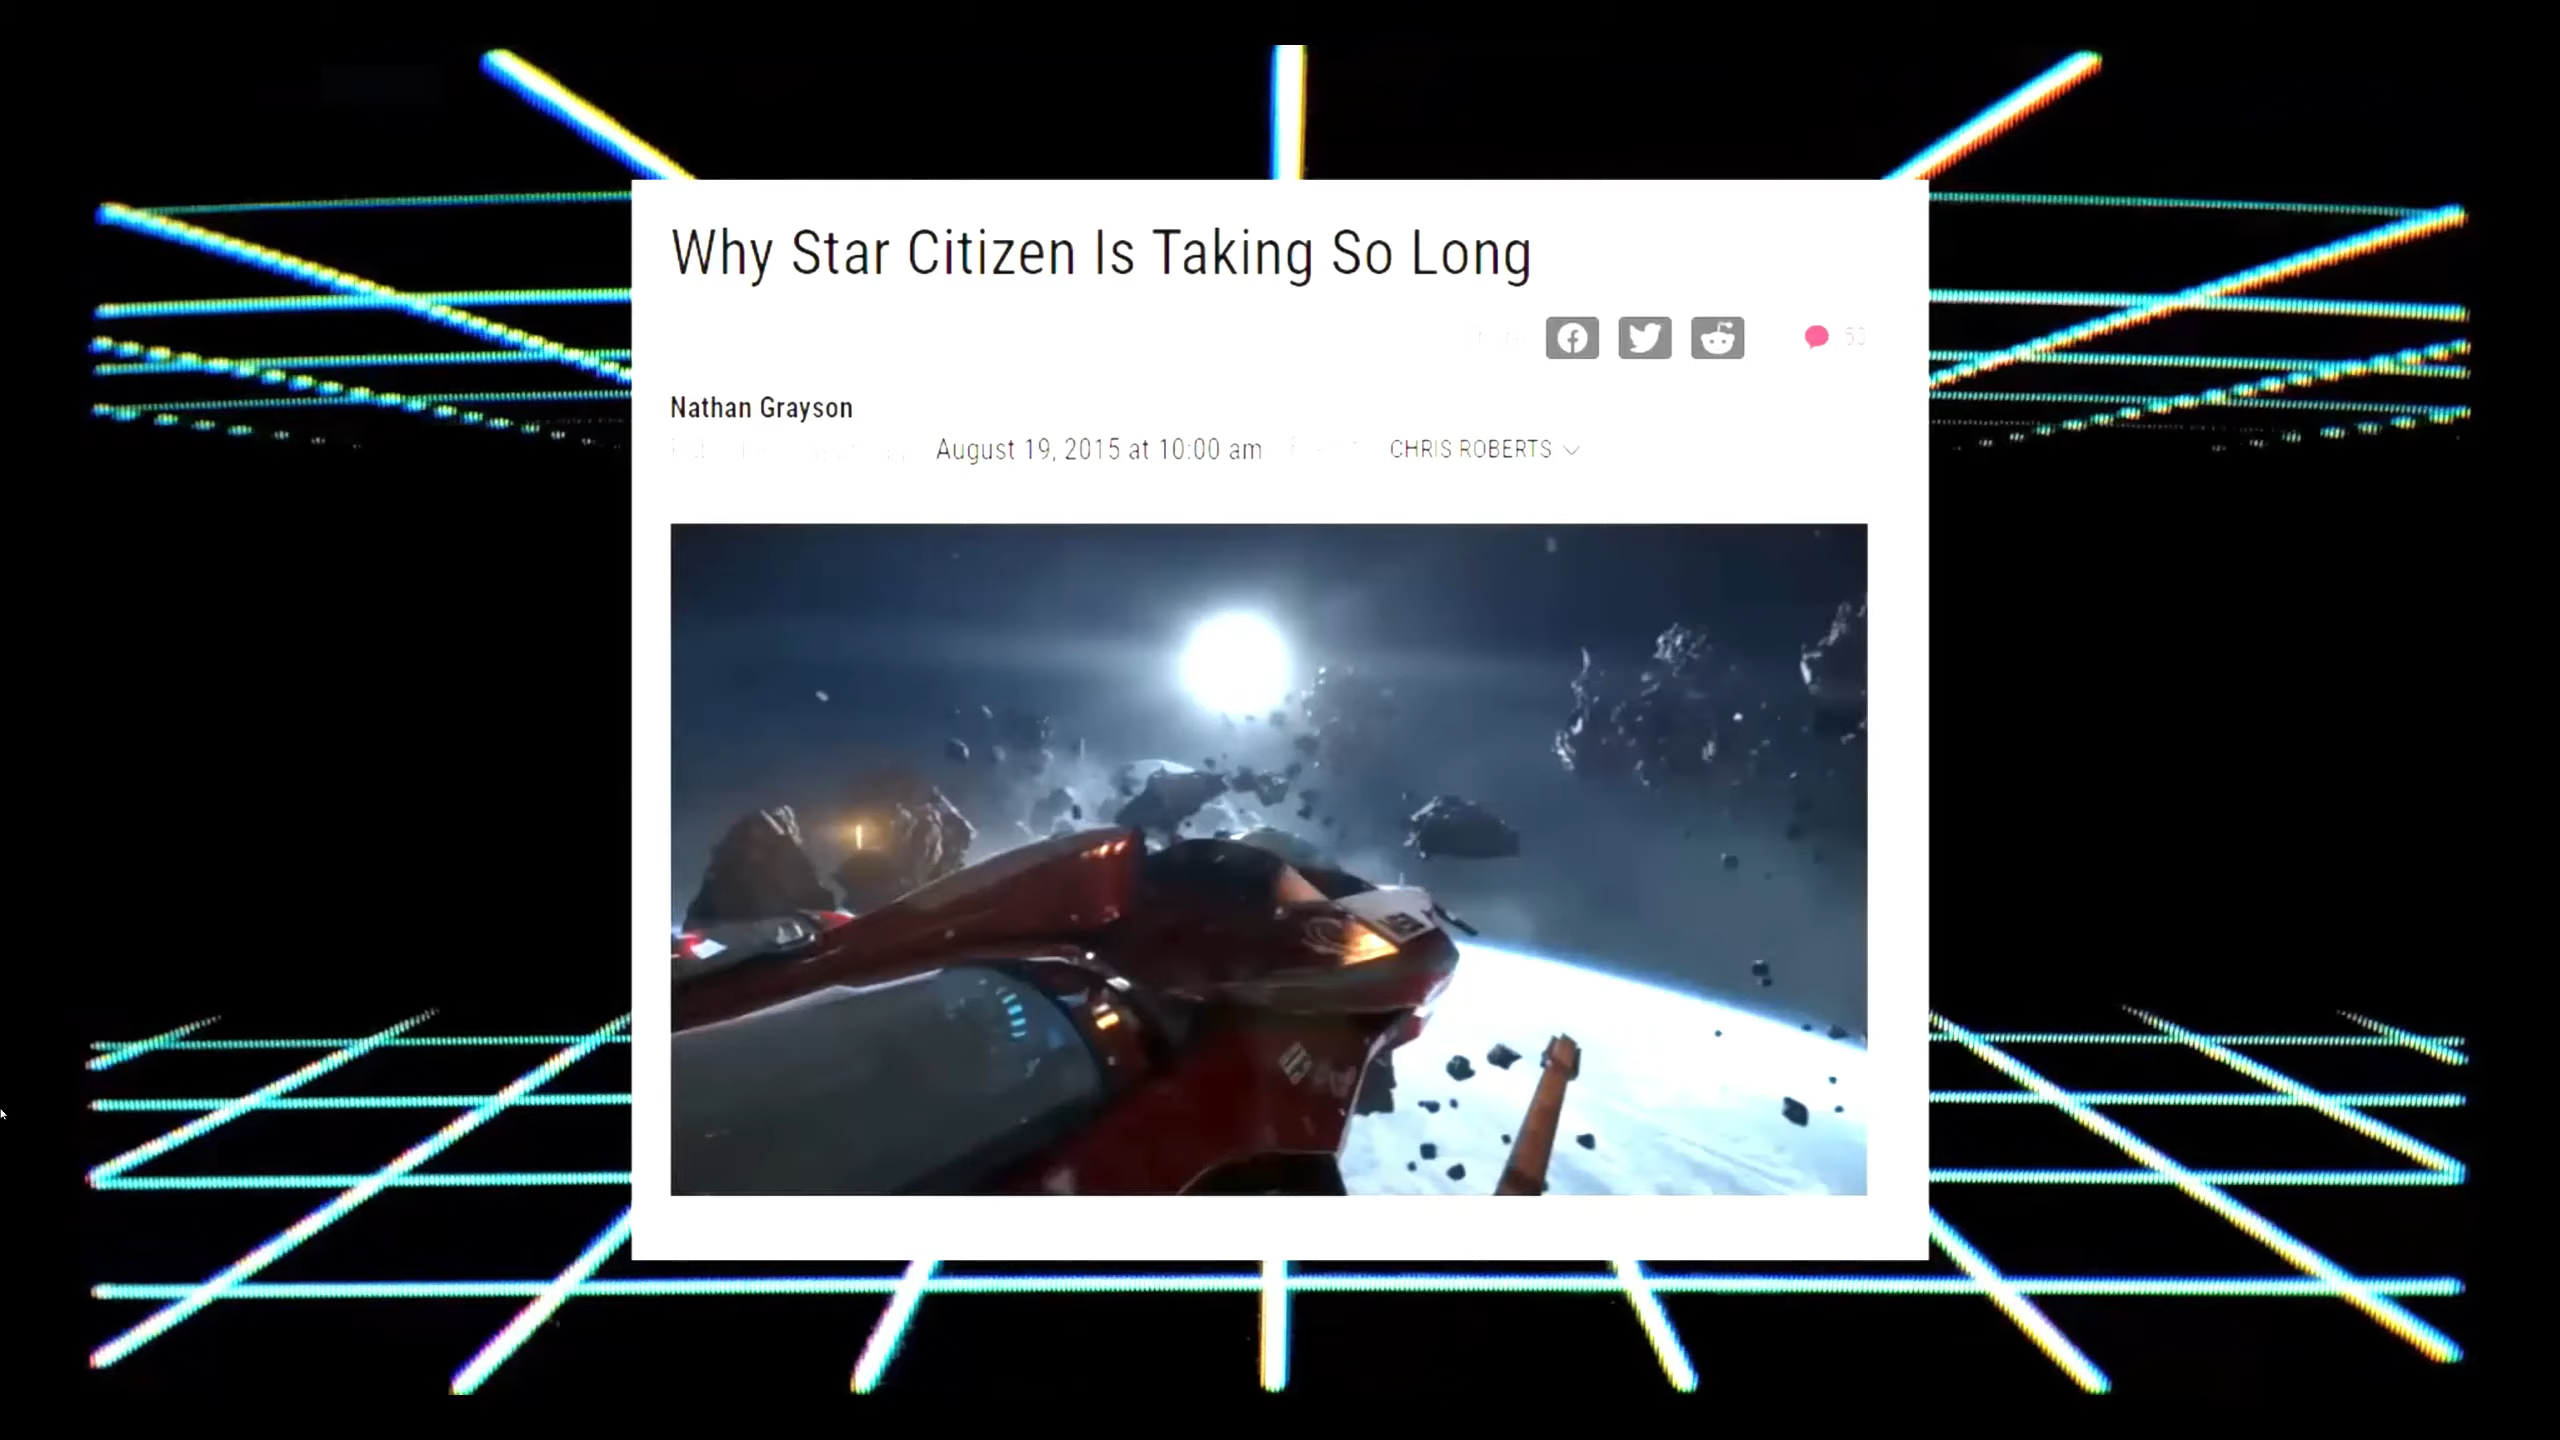 Why Star Citizen Is Taking So Long
Nathan Grayson
August 19, 2015 at 10:00 am
CHRIS ROBERTS